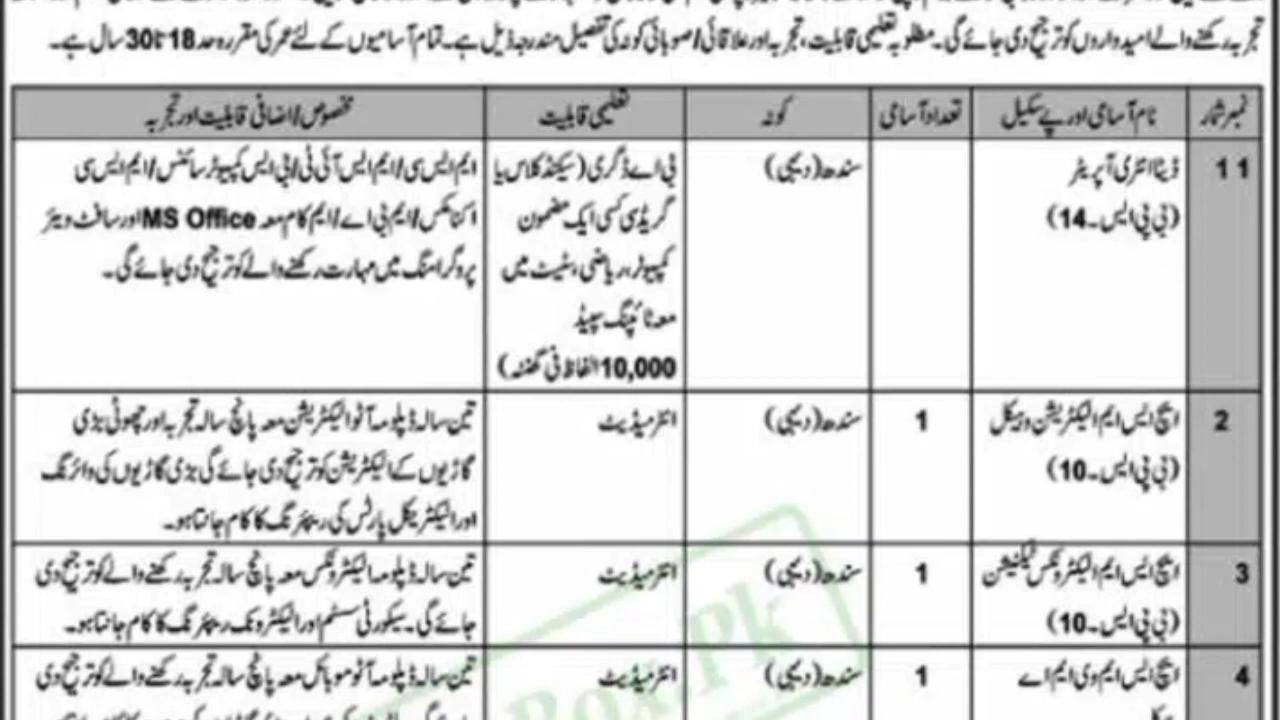 تجربہ رکھنے والے امیدواروں کو ترجیح دی جائے گی۔ مطلوبہ تعلیمی قابلیت، تجربہ اور علاقائی/صوبائی کوٹہ کی تفصیل مندرجہ ذیل ہے۔ تمام آسامیوں کے لئے عمر کی مقررہ حد 18 تا 30 سال ہے۔
نمبر شمار نام آسامی اور پے سکیل تعداد آسامی کوٹہ تعلیمی قابلیت مخصوص/اضافی قابلیت اور تجربہ
1 1 ڈیٹا انٹری آپریٹر سندھ (دیہی) بی اے ڈگری (سیکنڈ کلاس یا ایم ایس سی/ایم ایس آئی ٹی/بی ایس کمپیوٹر سائنس/ایم ایس سی
(بی پی ایس۔14) گریڈ سی کسی ایک مضمون اکنامکس/ایم بی اے/ایم کام معہ MS Office اور سافٹ ویئر
کمپیوٹر، ریاضی، سٹیٹ میں پروگرامنگ میں مہارت رکھنے والے کو ترجیح دی جائے گی۔
معہ ٹائپنگ سپیڈ
10,000 الفاظ فی گھنٹہ)
2 ایچ ایس ایم الیکٹریشن وہیکل 1 سندھ (دیہی) انٹرمیڈیٹ تین سالہ ڈپلومہ آٹو الیکٹریشن معہ پانچ سالہ تجربہ اور چھوٹی بڑی
(بی پی ایس۔10) گاڑیوں کے الیکٹریشن کو ترجیح دی جائے گی بڑی گاڑیوں کی وائرنگ
اور الیکٹریکل پارٹس کی ریپئرنگ کا کام جانتا ہو۔
3 ایچ ایس ایم الیکٹرونکس ٹیکنیشن 1 سندھ (دیہی) انٹرمیڈیٹ تین سالہ ڈپلومہ الیکٹرونکس معہ پانچ سالہ تجربہ رکھنے والے کو ترجیح دی
(بی پی ایس۔10) جائے گی۔ سیکورٹی سسٹم اور الیکٹرونک ریپئرنگ کا کام جانتا ہو۔
4 ایچ ایس ایم وی ایم اے 1 سندھ (دیہی) انٹرمیڈیٹ تین سالہ ڈپلومہ آٹو موبائل معہ پانچ سالہ تجربہ رکھنے والے کو ترجیح دی